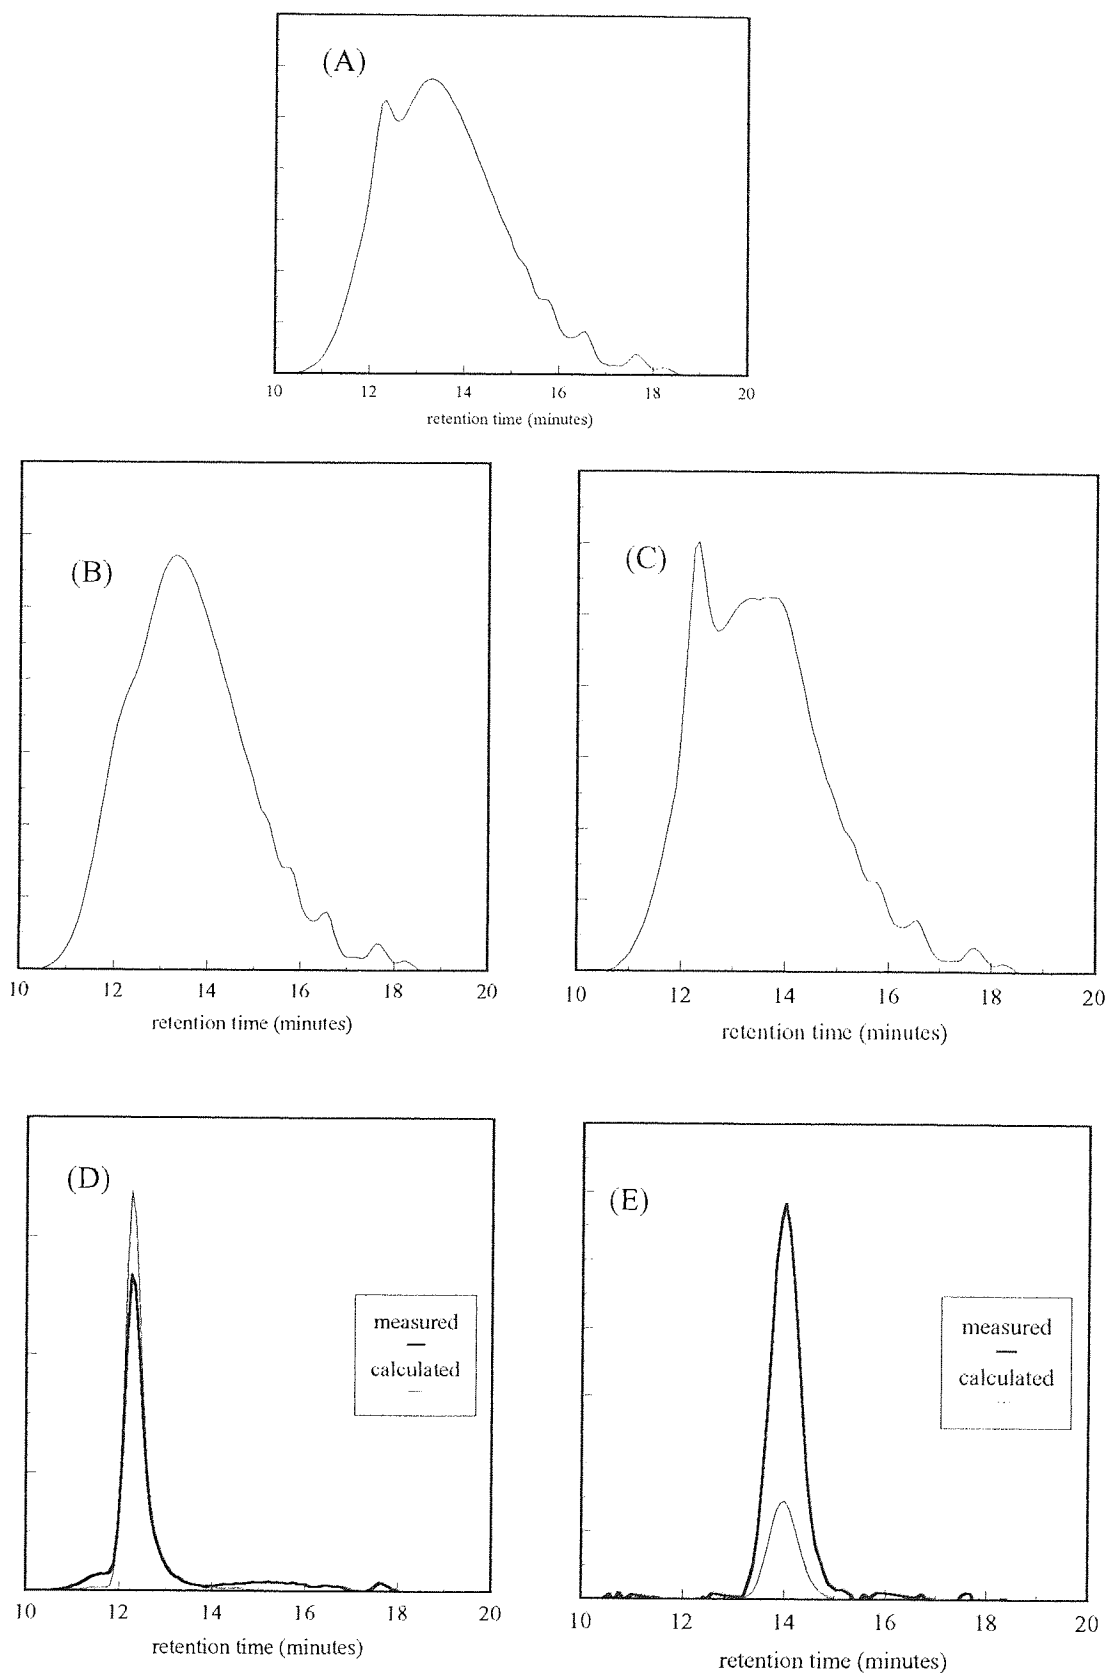 (A)
10 12 14 16 18 20
retention time (minutes)
(B)
10 12 14 16 18 20
retention time (minutes)
(C)
10 12 14 16 18 20
retention time (minutes)
(D)
measured
calculated
10 12 14 16 18 20
retention time (minutes)
(E)
measured
calculated
10 12 14 16 18 20
retention time (minutes)